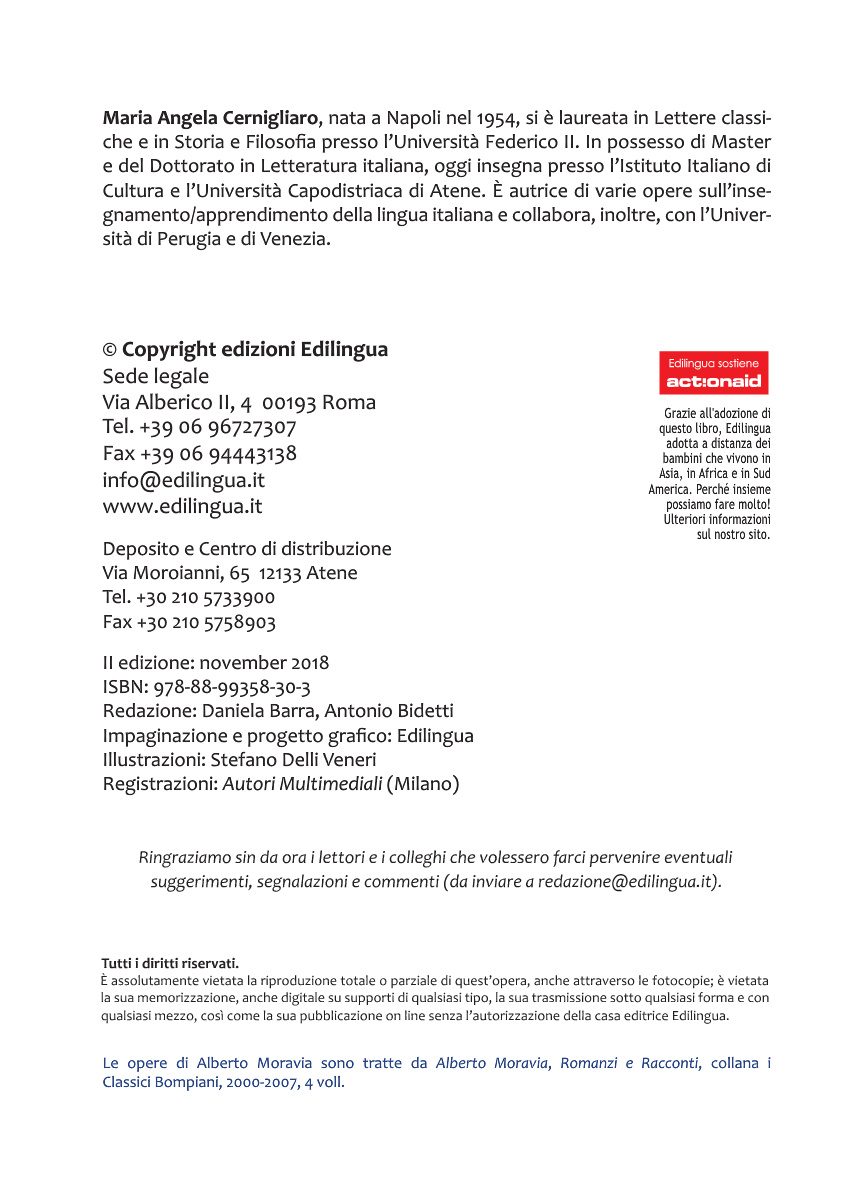 Maria Angela Cernigliaro, nata a Napoli nel 1954, si è laureata in Lettere classi-
che e in Storia e Filosofia presso l'Università Federico II. In possesso di Master
e del Dottorato in Letteratura italiana, oggi insegna presso l'Istituto Italiano di
Cultura e l'Università Capodistriaca di Atene. È autrice di varie opere sull'inse-
gnamento/apprendimento della lingua italiana e collabora, inoltre, con l'Univer-
sità di Perugia e di Venezia.
© Copyright edizioni Edilingua
Sede legale
Via Alberico II, 4 00193 Roma
Tel. +39 06 96727307
Fax +39 06 94443138
info@edilingua.it
www.edilingua.it
Deposito e Centro di distribuzione
Via Moroianni, 65 12133 Atene
Tel. +30 210 5733900
Fax +30 210 5758903
II edizione: november 2018
ISBN: 978-88-99358-30-3
Redazione: Daniela Barra, Antonio Bidetti
Impaginazione e progetto grafico: Edilingua
Illustrazioni: Stefano Delli Veneri
Registrazioni: Autori Multimediali (Milano)
Edilingua sostiene
act!onaid
Grazie all'adozione di
questo libro, Edilingua
adotta a distanza dei
bambini che vivono in
Asia, in Africa e in Sud
America. Perché insieme
possiamo fare molto!
Ulteriori informazioni
sul nostro sito.
Ringraziamo sin da ora i lettori e i colleghi che volessero farci pervenire eventuali
suggerimenti, segnalazioni e commenti (da inviare a redazione@edilingua.it).
Tutti i diritti riservati.
È assolutamente vietata la riproduzione totale o parziale di quest'opera, anche attraverso le fotocopie; è vietata
la sua memorizzazione, anche digitale su supporti di qualsiasi tipo, la sua trasmissione sotto qualsiasi forma e con
qualsiasi mezzo, così come la sua pubblicazione on line senza l'autorizzazione della casa editrice Edilingua.
Le opere di Alberto Moravia sono tratte da Alberto Moravia, Romanzi e Racconti, collana i
Classici Bompiani, 2000-2007, 4 voll.